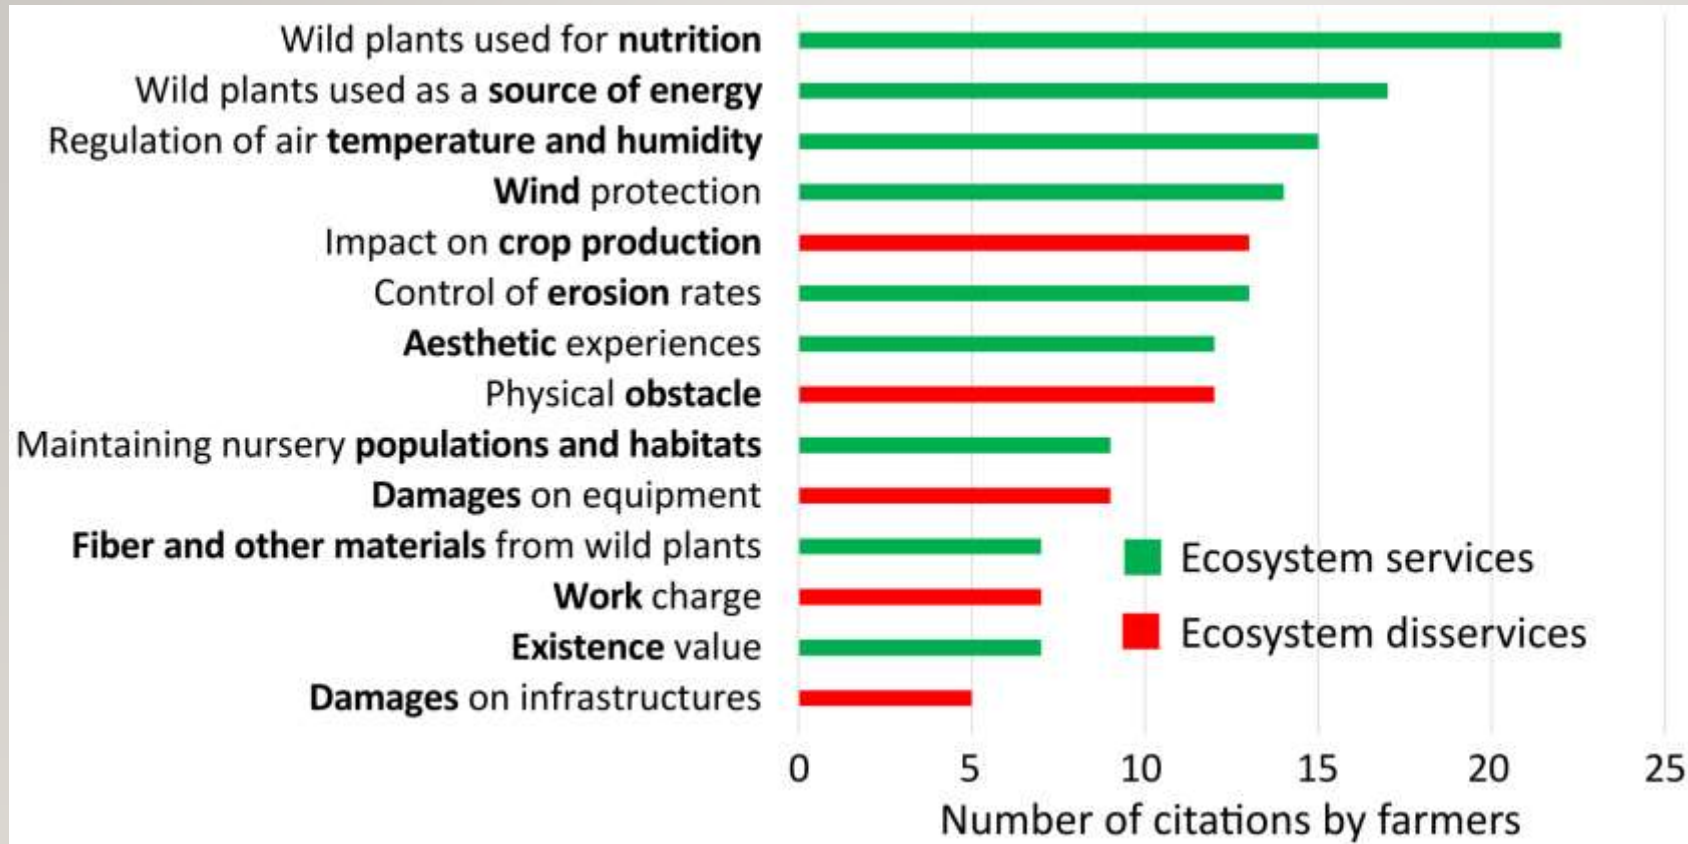 Wild plants used for nutrition
Wild plants used as a source of energy
Regulation of air temperature and humidity
Wind protection
Impact on crop production
Control of erosion rates
Aesthetic experiences
Physical obstacle
Maintaining nursery populations and habitats
Damages on equipment
Fiber and other materials from wild plants
Work charge
Existence value
Damages on infrastructures
Ecosystem services
Ecosystem disservices
0 5 10 15 20 25
Number of citations by farmers